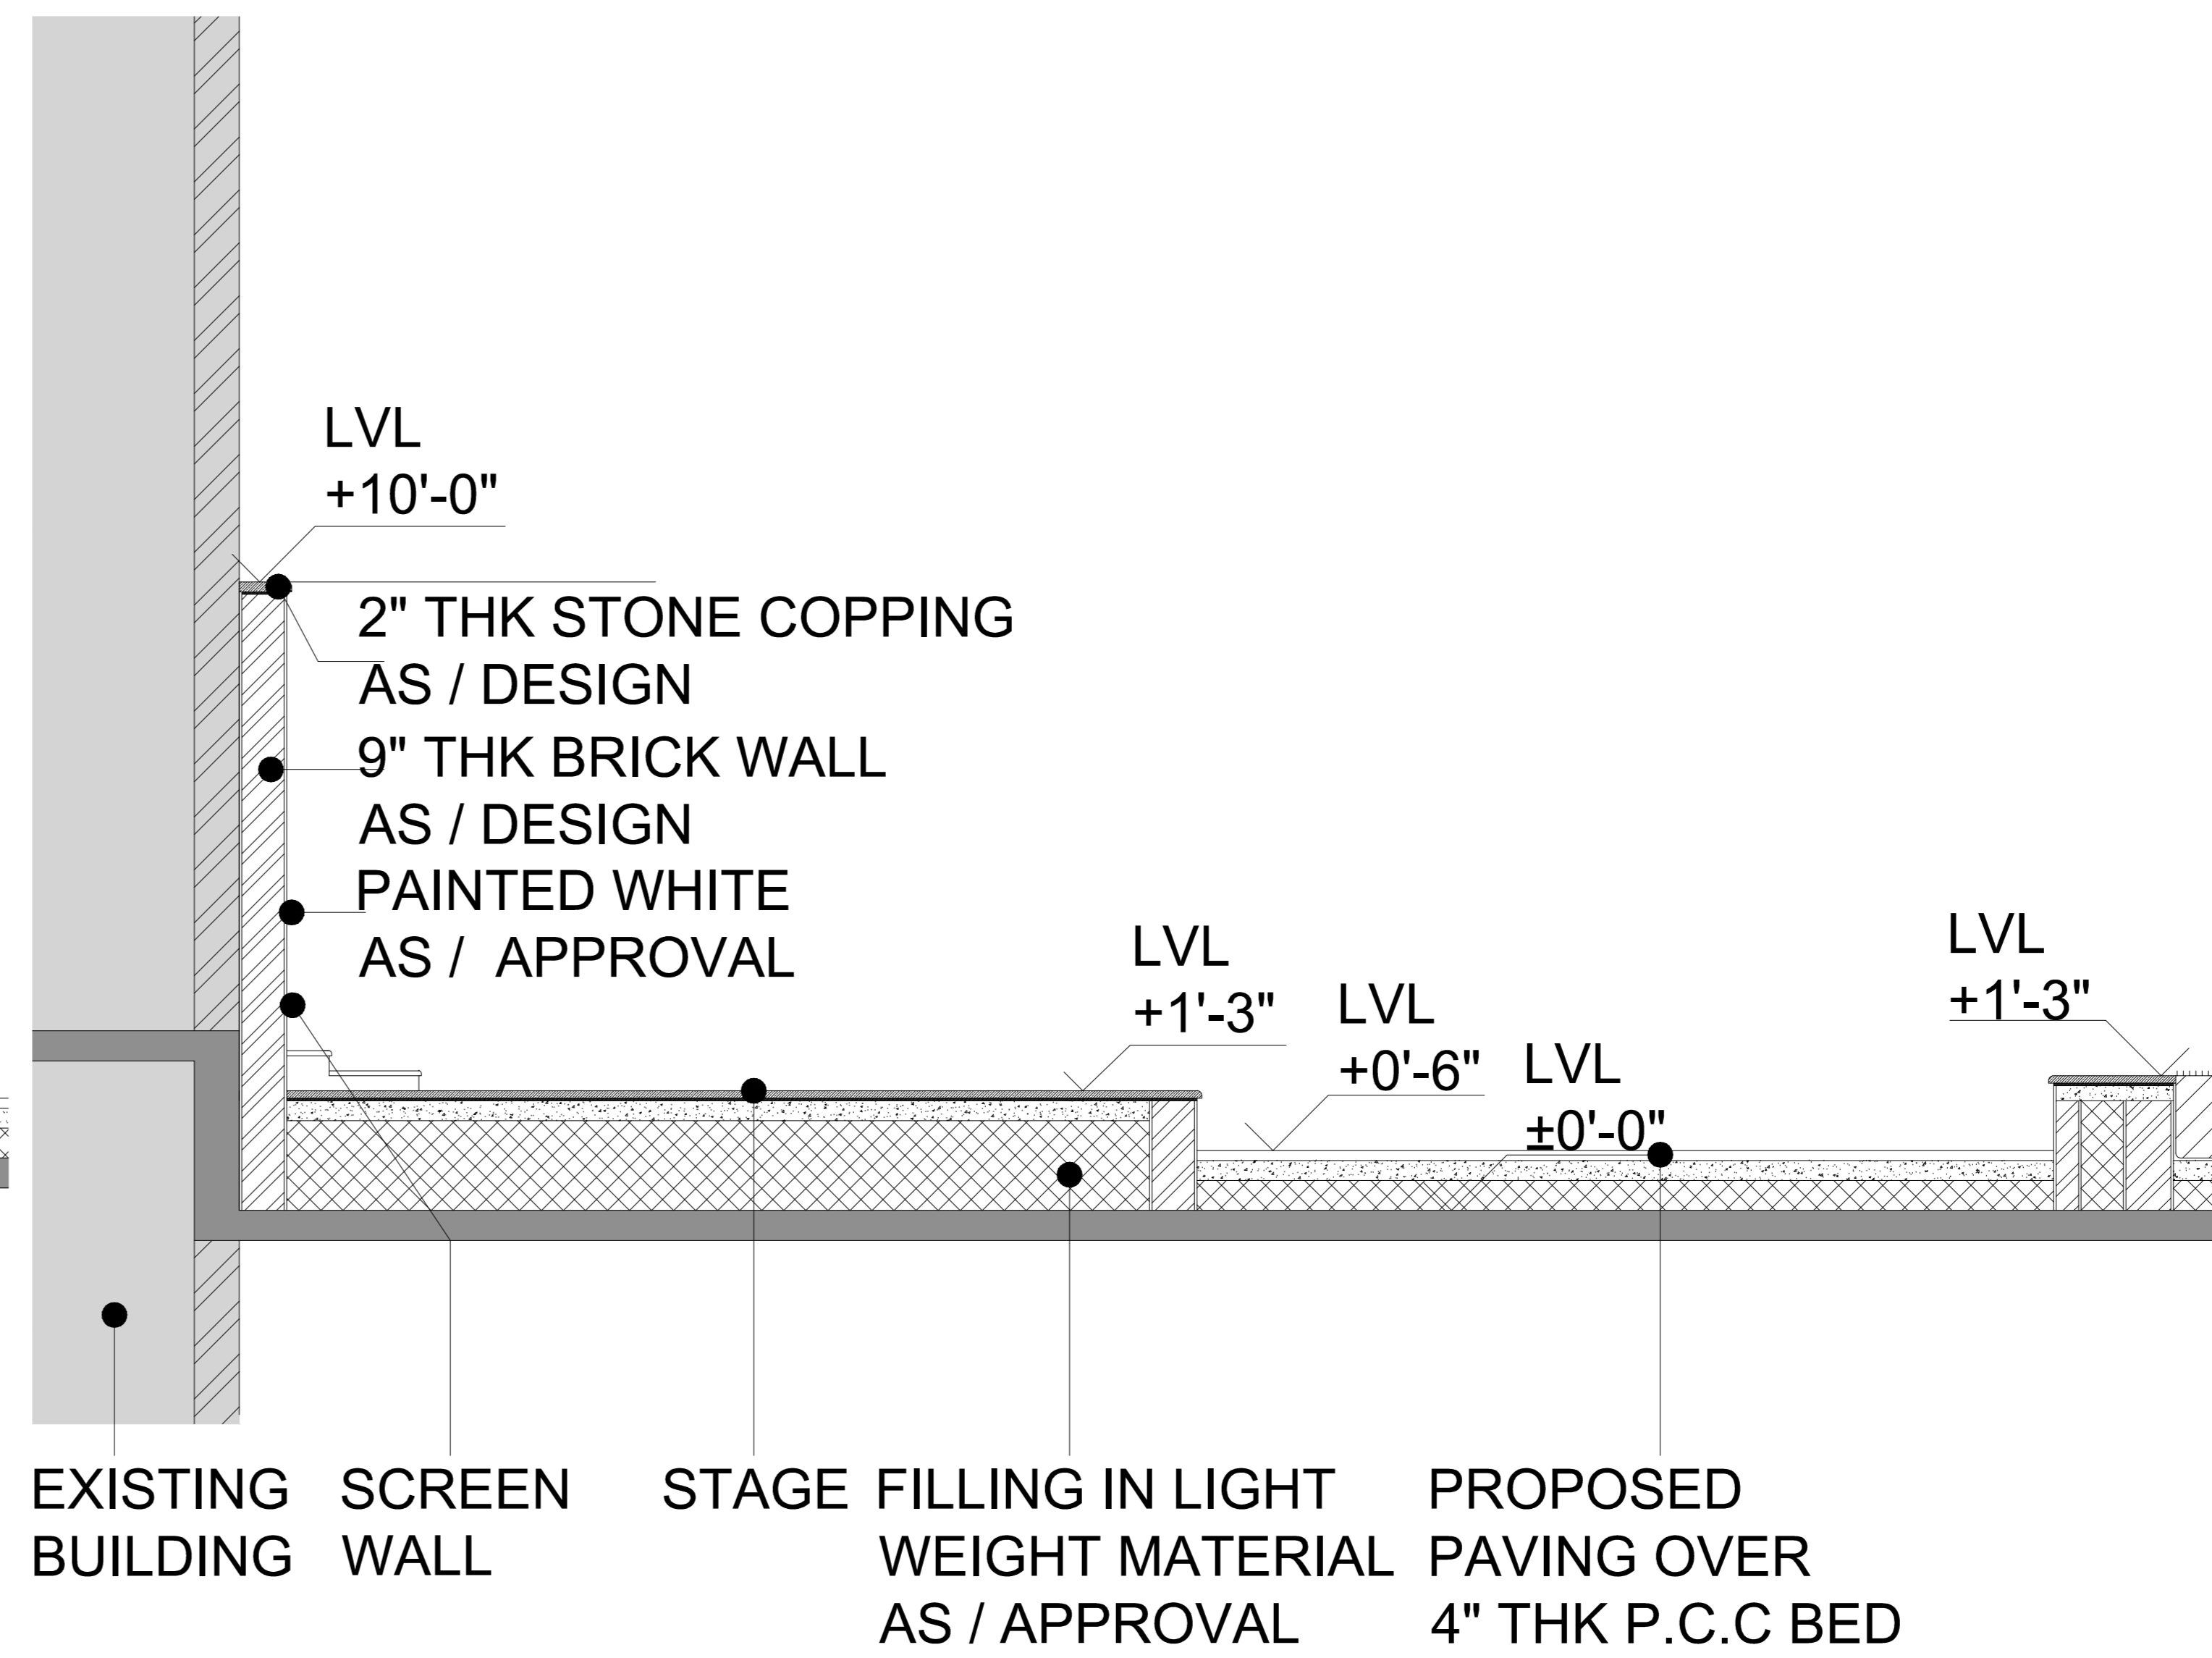 LVL
+10'-0"
2" THK STONE COPPING
AS / DESIGN
9" THK BRICK WALL
AS / DESIGN
PAINTED WHITE
AS /  APPROVAL
LVL
+1'-3"
LVL
+0'-6"
LVL
±0'-0"
LVL
+1'-3"
EXISTING
BUILDING
SCREEN
WALL
STAGE
FILLING IN LIGHT
WEIGHT MATERIAL
AS / APPROVAL
PROPOSED
PAVING OVER
4" THK P.C.C BED